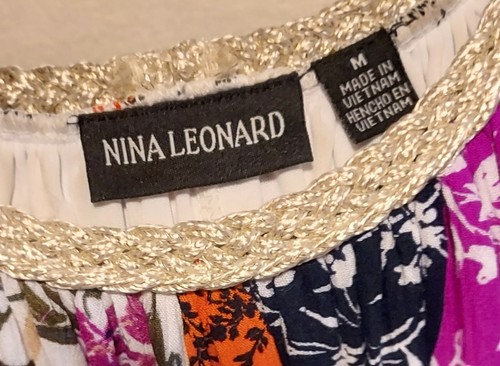 NINA LEONARD
M
MADE IN
VIETNAM
HENCHO EN
VIETNAM